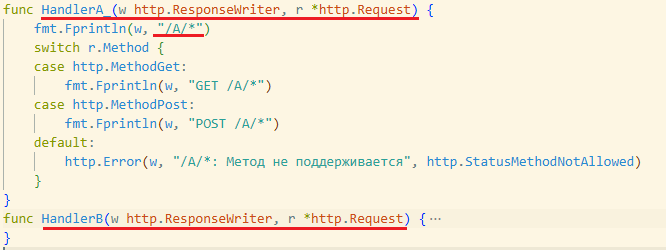 func HandlerA_(w http.ResponseWriter, r *http.Request) {
    fmt.Fprintln(w, "/A/*")
    switch r.Method {
    case http.MethodGet:
        fmt.Fprintln(w, "GET /A/*")
    case http.MethodPost:
        fmt.Fprintln(w, "POST /A/*")
    default:
        http.Error(w, "/A/*: Метод не поддерживается", http.StatusMethodNotAllowed)
    }
}
func HandlerB(w http.ResponseWriter, r *http.Request) {⋯
}